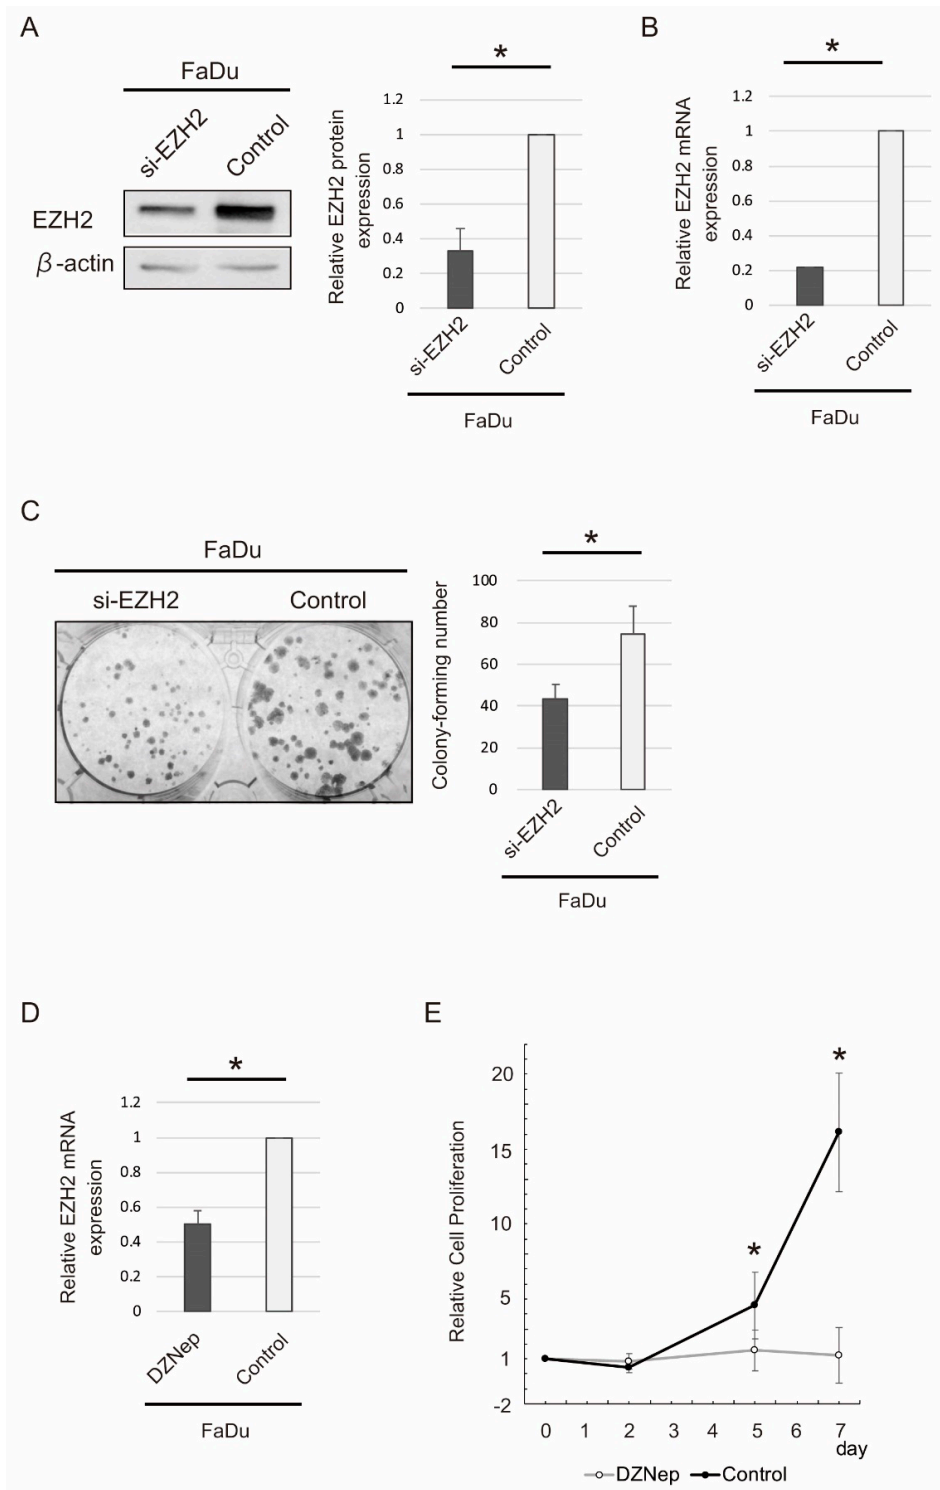 A
FaDu
si-EZH2
Control
EZH2
β-actin
*
Relative EZH2 protein
expression
1.2
1
0.8
0.6
0.4
0.2
0
si-EZH2
Control
FaDu
B
*
Relative EZH2 mRNA
expression
1.2
1
0.8
0.6
0.4
0.2
0
si-EZH2
Control
FaDu
C
FaDu
si-EZH2
Control
*
Colony-forming number
100
80
60
40
20
0
si-EZH2
Control
FaDu
D
*
Relative EZH2 mRNA
expression
1.2
1
0.8
0.6
0.4
0.2
0
DZNep
Control
FaDu
E
Relative Cell Proliferation
20
15
10
5
1
-2
*
*
0 1 2 3 4 5 6 7
day
DZNep Control